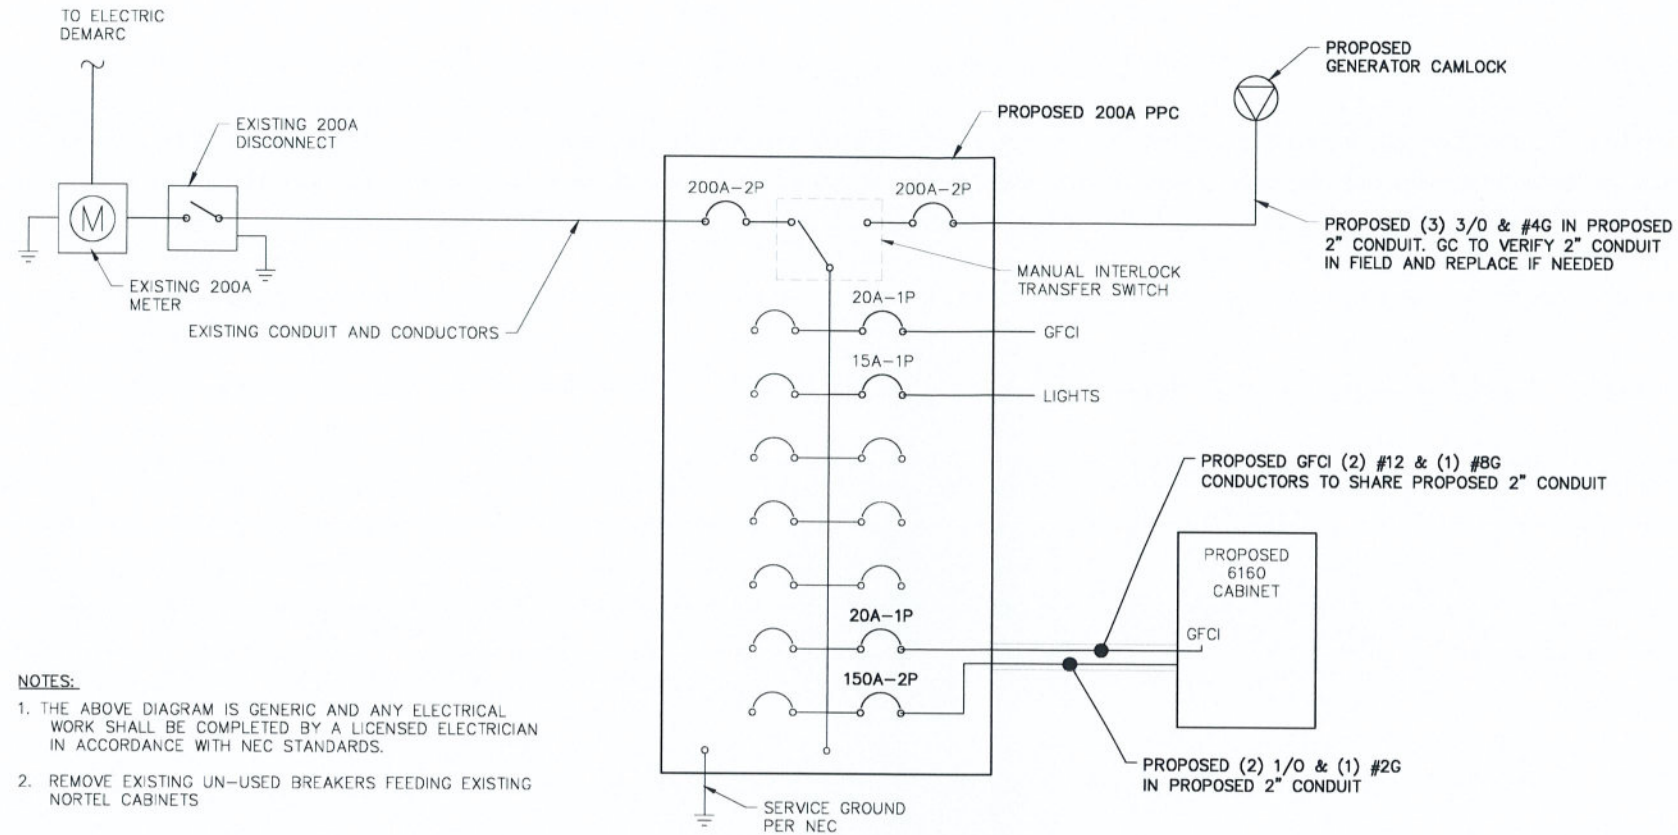 TO ELECTRIC
DEMARC
EXISTING 200A
DISCONNECT
M
EXISTING 200A
METER
EXISTING CONDUIT AND CONDUCTORS
PROPOSED 200A PPC
PROPOSED
GENERATOR CAMLOCK
200A-2P
200A-2P
PROPOSED (3) 3/0 & #4G IN PROPOSED
2" CONDUIT. GC TO VERIFY 2" CONDUIT
IN FIELD AND REPLACE IF NEEDED
MANUAL INTERLOCK
TRANSFER SWITCH
20A-1P
GFCI
15A-1P
LIGHTS
PROPOSED GFCI (2) #12 & (1) #8G
CONDUCTORS TO SHARE PROPOSED 2" CONDUIT
PROPOSED
6160
CABINET
GFCI
20A-1P
150A-2P
PROPOSED (2) 1/0 & (1) #2G
IN PROPOSED 2" CONDUIT
SERVICE GROUND
PER NEC
NOTES:
1. THE ABOVE DIAGRAM IS GENERIC AND ANY ELECTRICAL
WORK SHALL BE COMPLETED BY A LICENSED ELECTRICIAN
IN ACCORDANCE WITH NEC STANDARDS.
2. REMOVE EXISTING UN-USED BREAKERS FEEDING EXISTING
NORTEL CABINETS